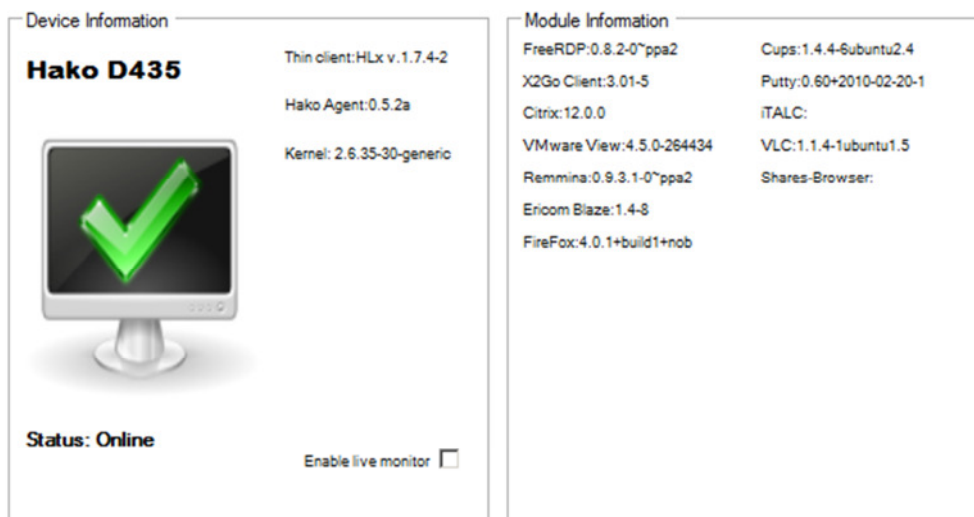 Device Information
Hako D435
Thin client:HLx v.1.7.4-2
Hako Agent:0.5.2a
Kernel: 2.6.35-30-generic
Status: Online
Enable live monitor
Module Information
FreeRDP:0.8.2-0~ppa2
X2Go Client:3.01-5
Citrix:12.0.0
VMware View:4.5.0-264434
Remmina:0.9.3.1-0~ppa2
Ericom Blaze:1.4-8
FireFox:4.0.1+build1+nob
Cups:1.4.4-6ubuntu2.4
Putty:0.60+2010-02-20-1
iTALC:
VLC:1.1.4-1ubuntu1.5
Shares-Browser: